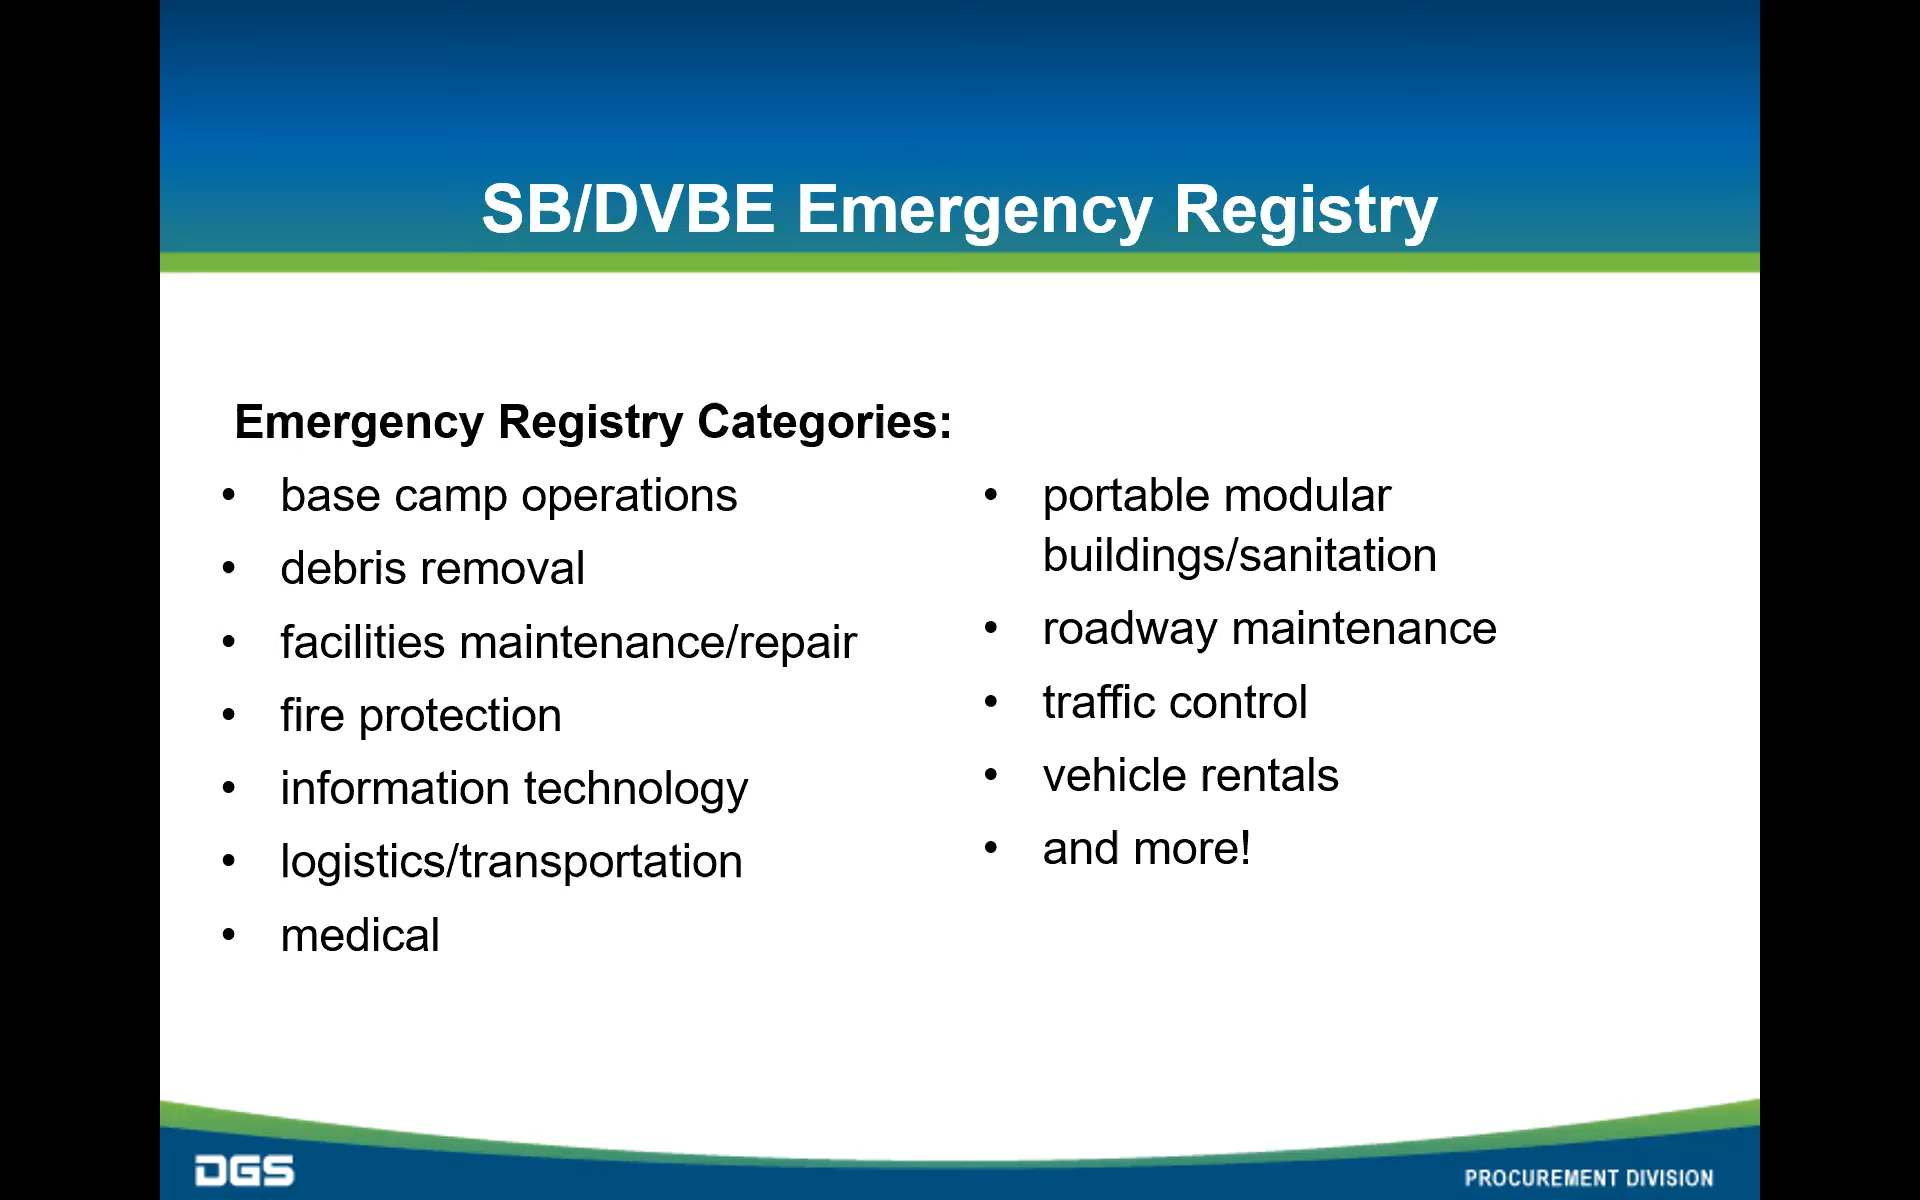 SB/DVBE Emergency Registry
Emergency Registry Categories:
• base camp operations
• debris removal
• facilities maintenance/repair
• fire protection
• information technology
• logistics/transportation
• medical
• portable modular
buildings/sanitation
• roadway maintenance
• traffic control
• vehicle rentals
• and more!
DGS
PROCUREMENT DIVISION